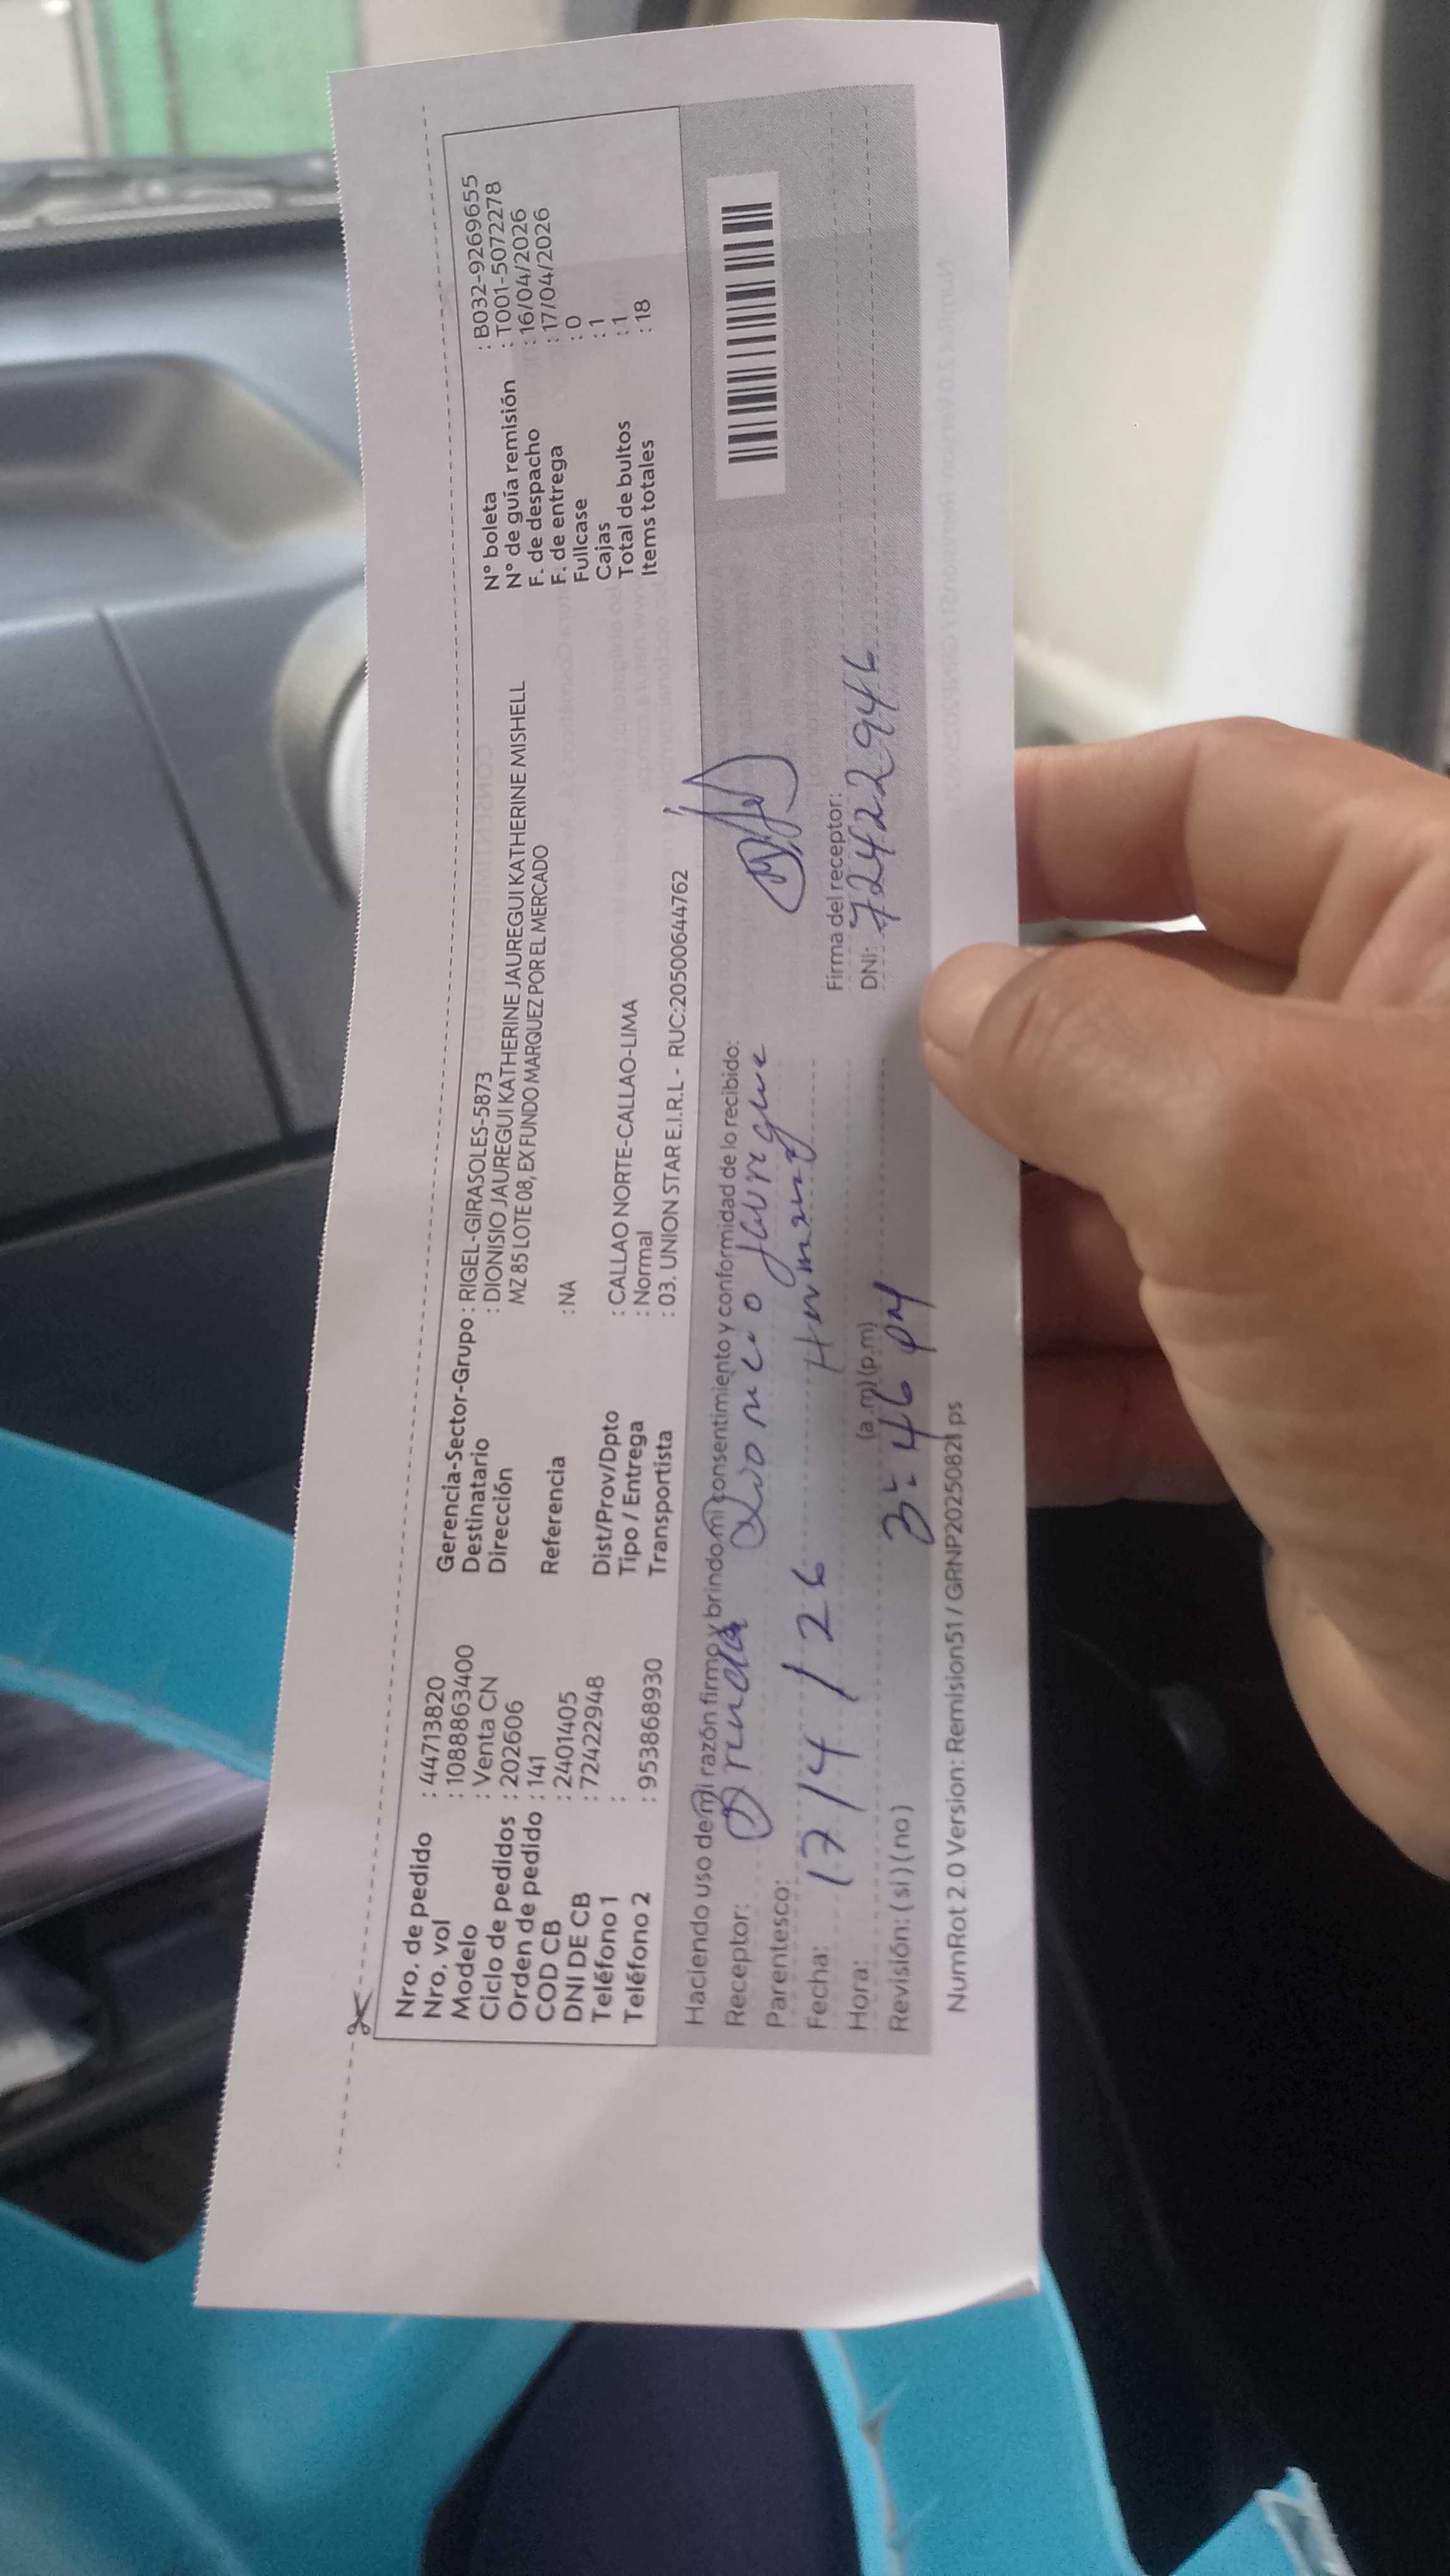 Nro. de pedido : 44713820
Nro. vol : 1088863400
Modelo : Venta CN
Ciclo de pedidos : 202606
Orden de pedido : 141
COD CB : 2401405
DNI DE CB : 72422948
Teléfono 1 :
Teléfono 2 : 953868930
Gerencia-Sector-Grupo : RIGEL-GIRASOLES-5873
Destinatario : DIONISIO JAUREGUI KATHERINE JAUREGUI KATHERINE MISHELL
Dirección MZ 85 LOTE 08, EX FUNDO MARQUEZ POR EL MERCADO
Referencia : NA
Dist/Prov/Dpto : CALLAO NORTE-CALLAO-LIMA
Tipo / Entrega : Normal
Transportista : 03. UNION STAR E.I.R.L - RUC:20500644762
N° boleta : B032-9269655
N° de guía remisión : T001-5072278
F. de despacho : 16/04/2026
F. de entrega : 17/04/2026
Fullcase : 0
Cajas : 1
Total de bultos : 1
Items totales : 18
Haciendo uso de mi razón firmo y brindo mi consentimiento y conformidad de lo recibido:
Receptor: Brenda
Parentesco:
Fecha: 17/4/26
Hora: 3:46 pm (a.m) (p.m)
Revisión: ( si ) ( no )
Firma del receptor:
DNI: 72422946
NumRot 2.0 Version: Remision51 / GRNP20250821.ps